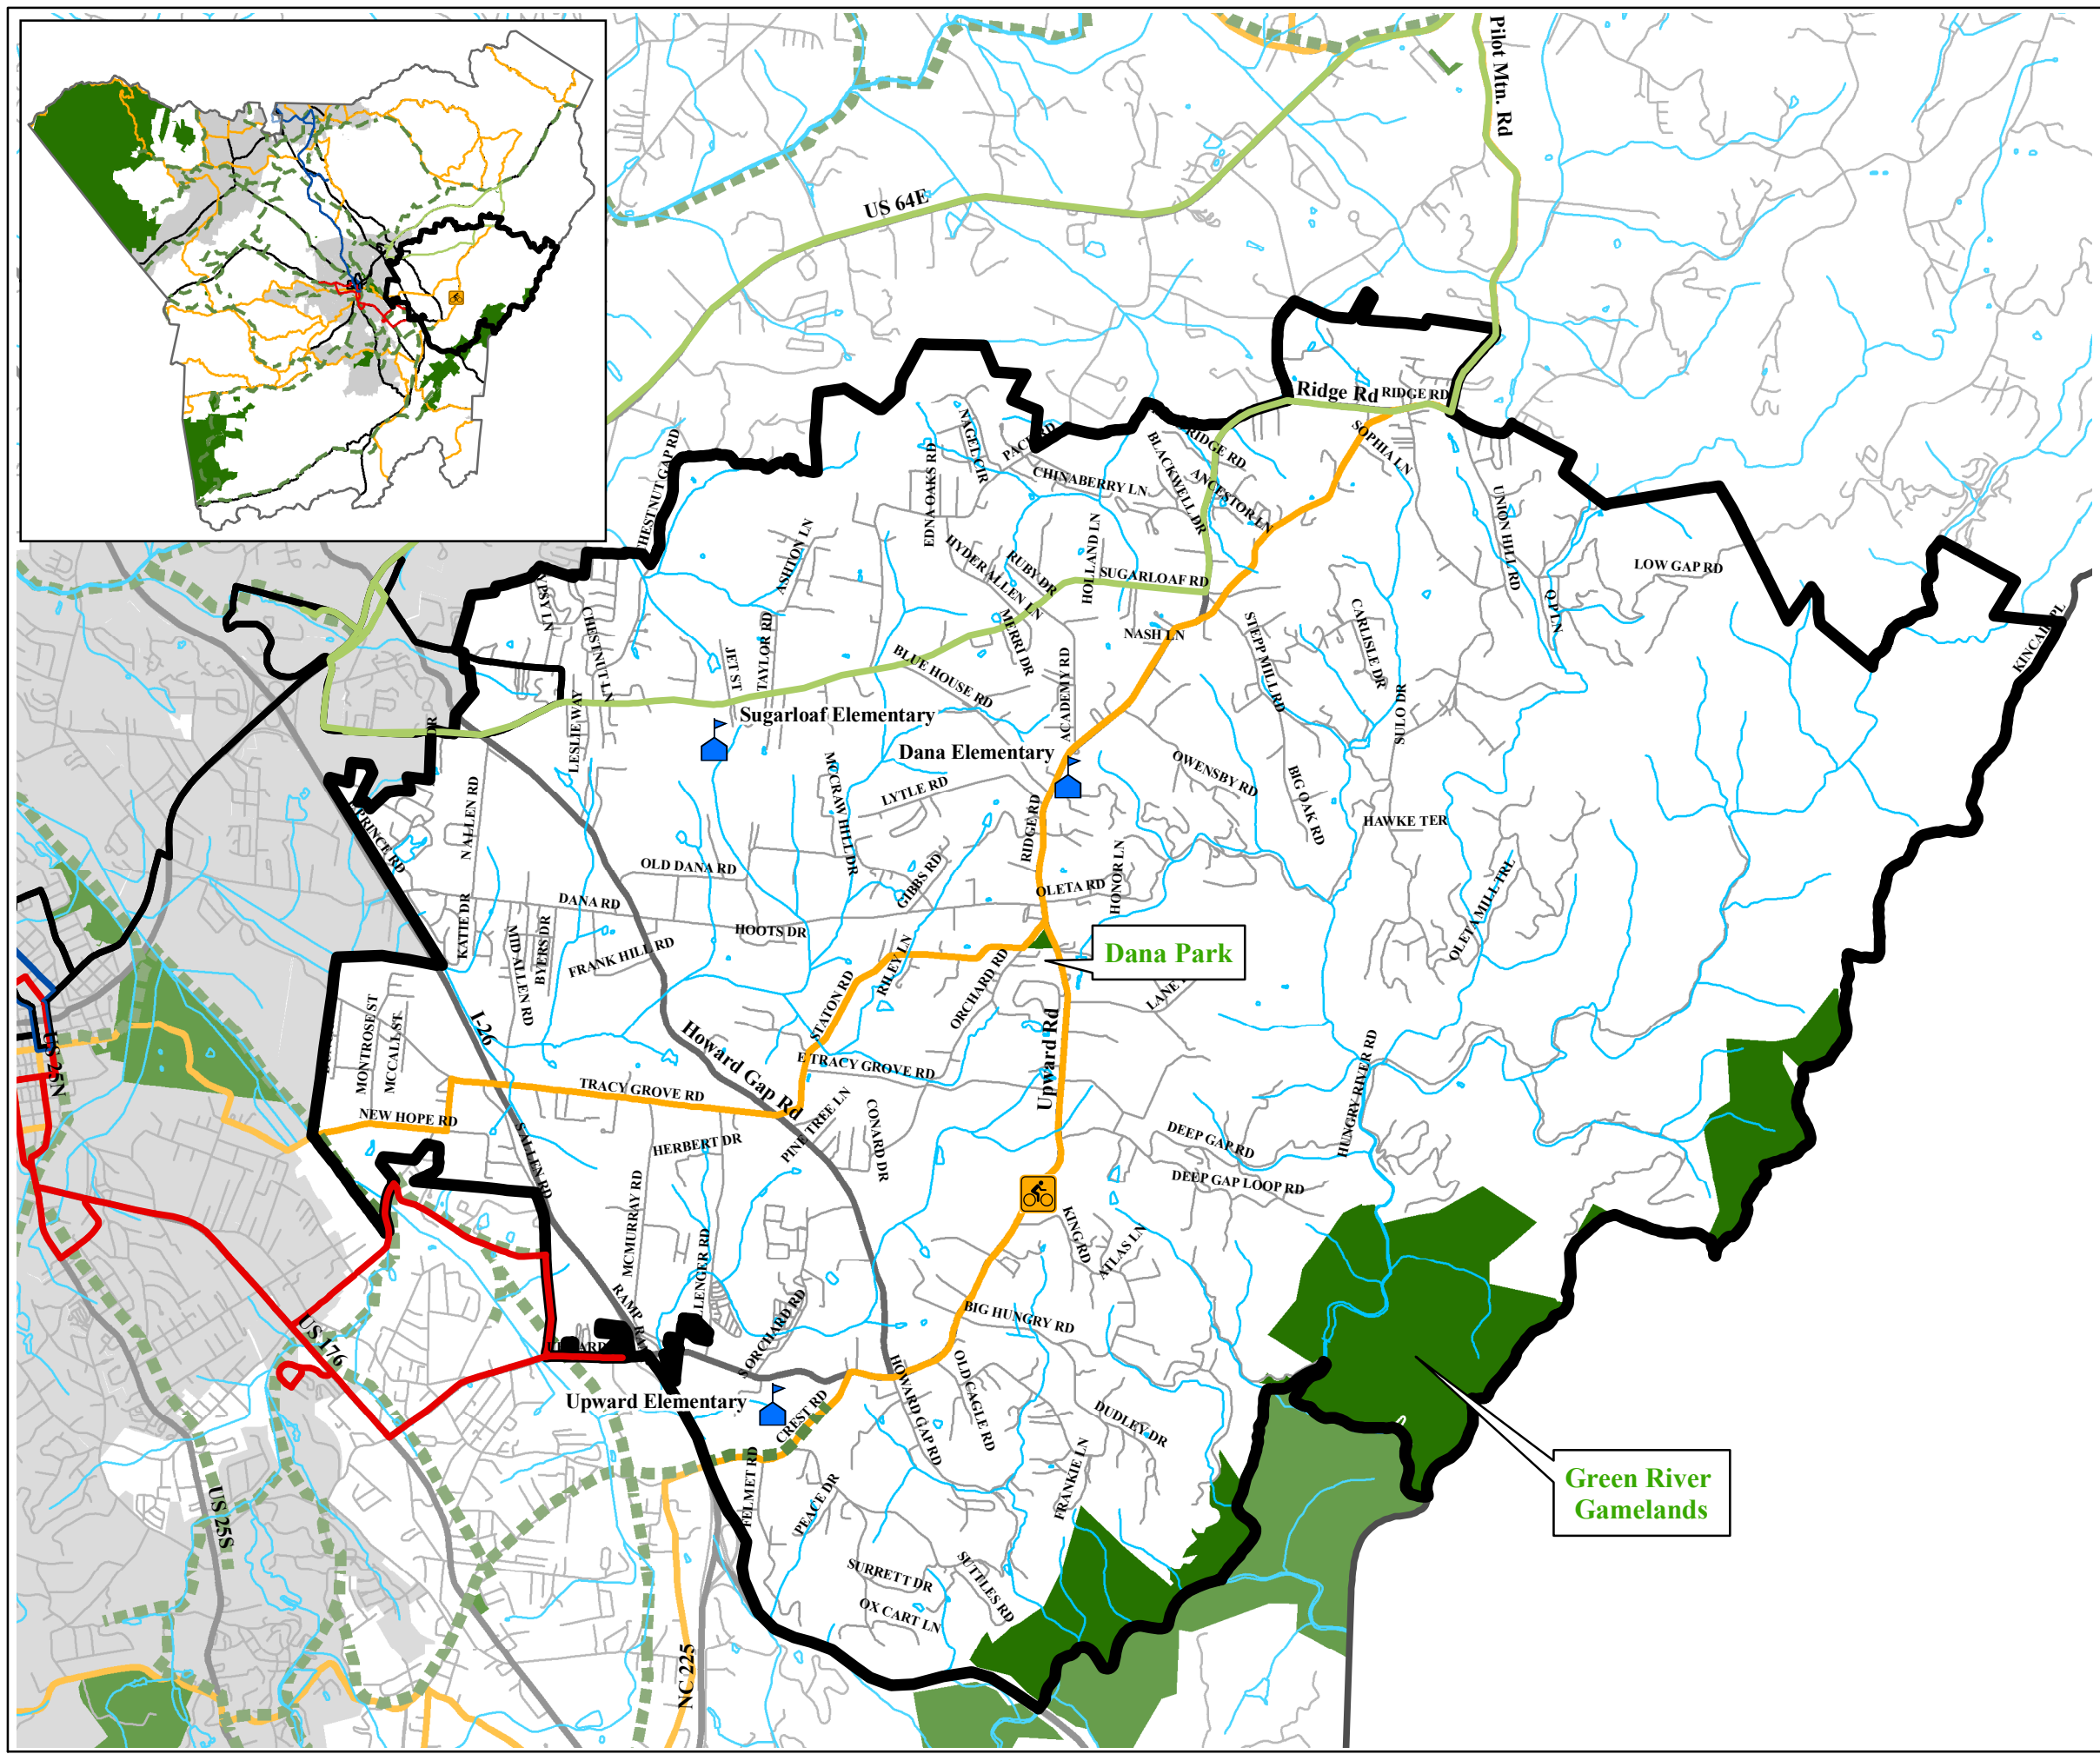 Pilot Mtn. Rd
US 64E
Ridge Rd
RIDGE RD
SOPHIA LN
NAGEL CIR
PACE RD
BLACKWELL DR
RIDGE RD
ANCESTOR LN
CHINABERRY LN
EDNA OAKS RD
CHESTNUT GAP RD
ASHTON LN
HYDER ALLEN LN
RUBY DR
HOLLAND LN
SUGARLOAF RD
UNION HILL RD
LOW GAP RD
Q P LN
KINCAID PL
CHESTNUT LN
JET ST
TAYLOR RD
MERRI DR
NASH LN
STEPP MILL RD
CARLISLE DR
BLUE HOUSE RD
ACADEMY RD
SULO DR
LESLIE WAY
DR
Sugarloaf Elementary
Dana Elementary
OWENSBY RD
BIG OAK RD
HAWKE TER
MCCRAW HILL DR
LYTLE RD
RIDGE RD
N ALLEN RD
PRINCE RD
OLD DANA RD
GIBBS RD
OLETA RD
HONOR LN
OLETA MILL TRL
DANA RD
KATIE DR
MID ALLEN RD
BYERS DR
FRANK HILL RD
HOOTS DR
RILEY LN
STATON RD
ORCHARD RD
Dana Park
LANE
MONTROSE ST
MCCALL ST
I-26
Howard Gap Rd
E TRACY GROVE RD
Upward Rd
HUNGRY RIVER RD
US 25N
TRACY GROVE RD
NEW HOPE RD
PINE TREE LN
CONARD DR
DEEP GAP RD
DEEP GAP LOOP RD
HERBERT DR
S ALLEN RD
MCMURRAY RD
KING RD
ATLAS LN
RAMP RA
S ORCHARD RD
BIG HUNGRY RD
US 176
Upward Elementary
CREST RD
HOWARD GAP RD
OLD CAGLE RD
DUDLEY DR
FELMET RD
PEACE DR
FRANKIE LN
Green River
Gamelands
US 25S
SURRETT DR
SUTTLES RD
OX CART LN
NC 225